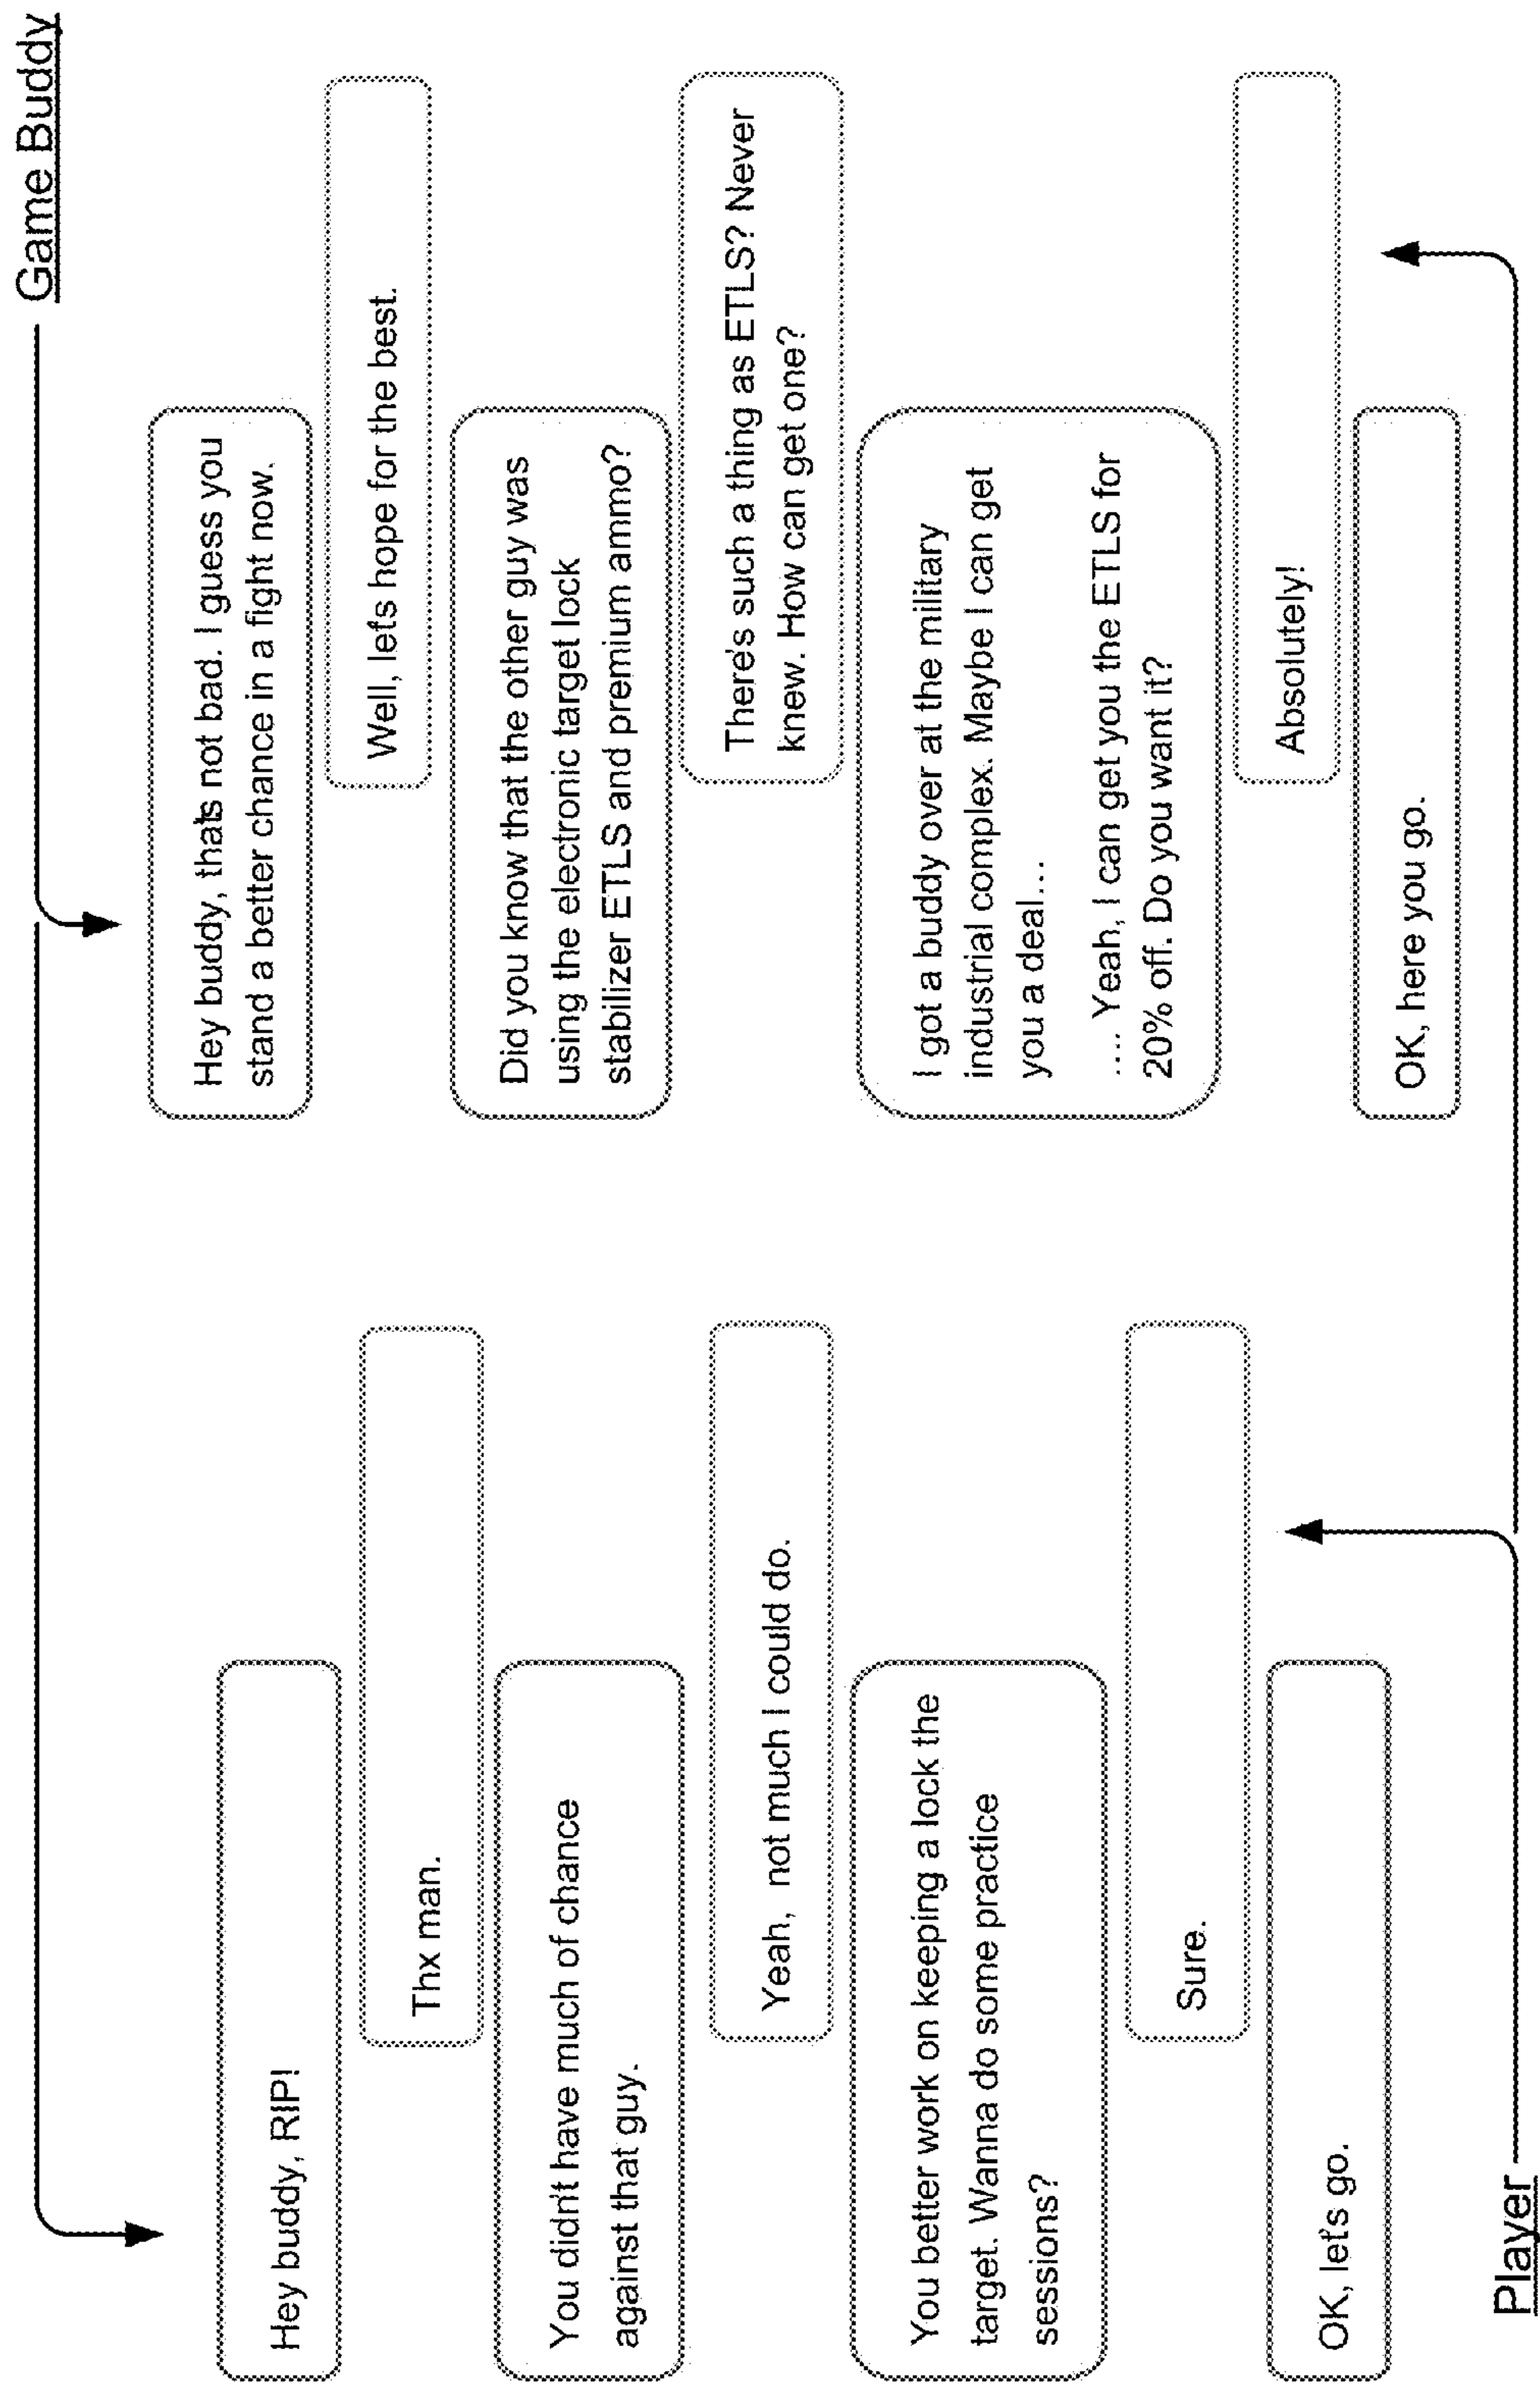 Game Buddy
Hey buddy, RIP!
Thx man.
You didn't have much of chance
against that guy.
Yeah, not much I could do.
You better work on keeping a lock the
target. Wanna do some practice
sessions?
Sure.
OK, let's go.
Hey buddy, that's not bad. I guess you
stand a better chance in a fight now.
Well, let's hope for the best.
Did you know that the other guy was
using the electronic target lock
stabilizer ETLS and premium ammo?
There's such a thing as ETLS? Never
knew. How can get one?
I got a buddy over at the military
industrial complex. Maybe I can get
you a deal...
.... Yeah, I can get you the ETLS for
20% off. Do you want it?
Absolutely!
OK, here you go.
Player